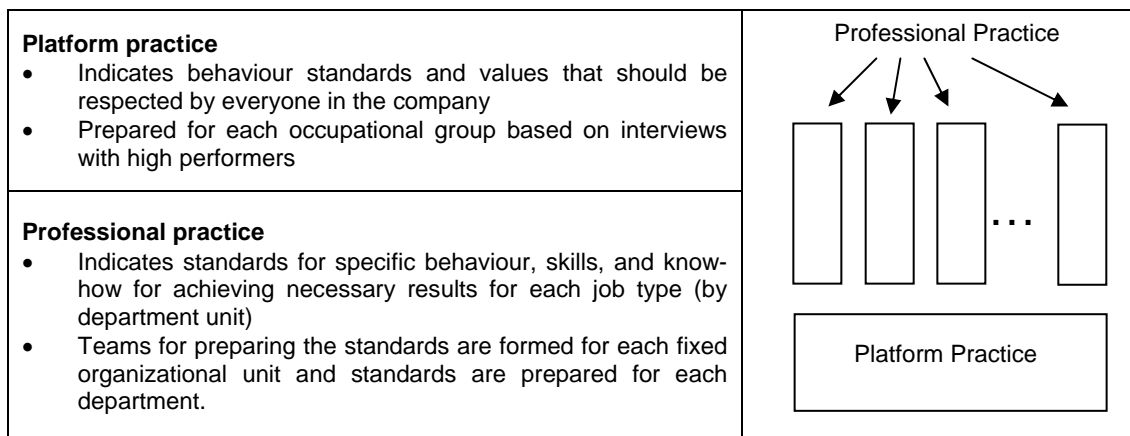 Platform practice
• Indicates behaviour standards and values that should be
respected by everyone in the company
• Prepared for each occupational group based on interviews
with high performers
Professional practice
• Indicates standards for specific behaviour, skills, and know-
how for achieving necessary results for each job type (by
department unit)
• Teams for preparing the standards are formed for each fixed
organizational unit and standards are prepared for each
department.
Professional Practice
...
Platform Practice